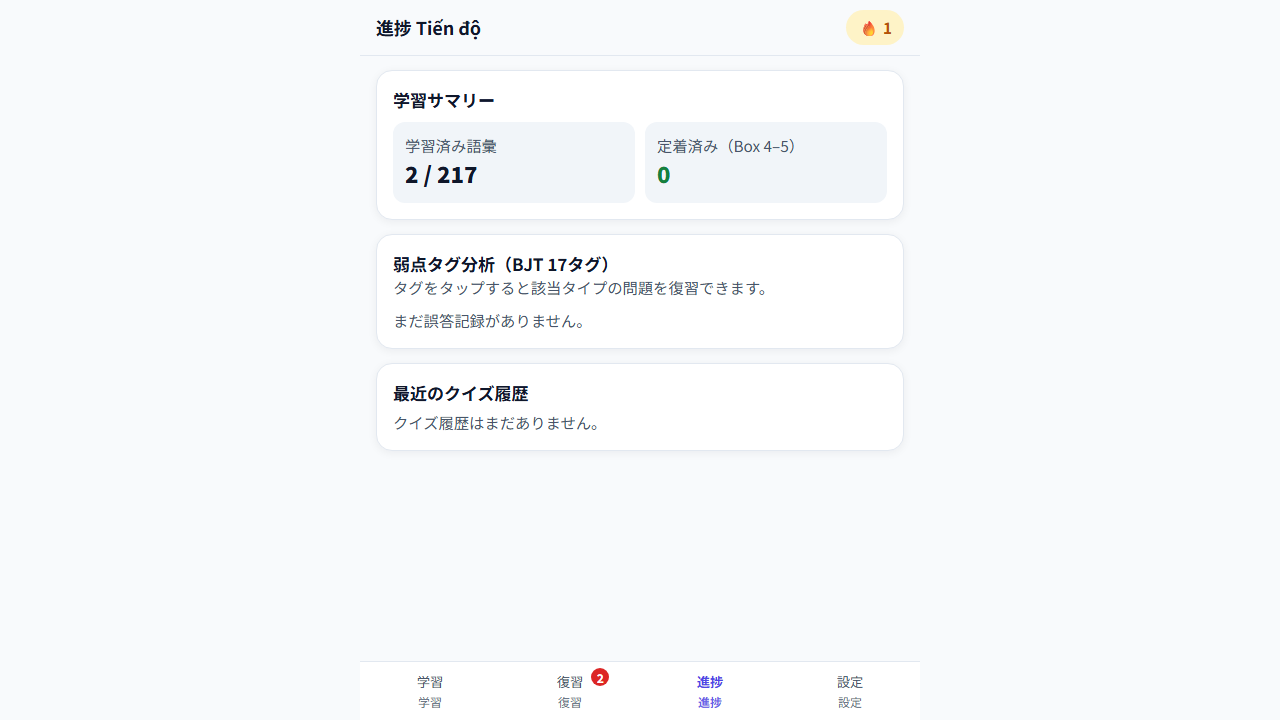 進捗 Tiến độ
🔥 1
学習サマリー
学習済み語彙
2 / 217
定着済み（Box 4–5）
0
弱点タグ分析（BJT 17タグ）
タグをタップすると該当タイプの問題を復習できます。
まだ誤答記録がありません。
最近のクイズ履歴
クイズ履歴はまだありません。
学習
学習
復習 2
復習
進捗
進捗
設定
設定